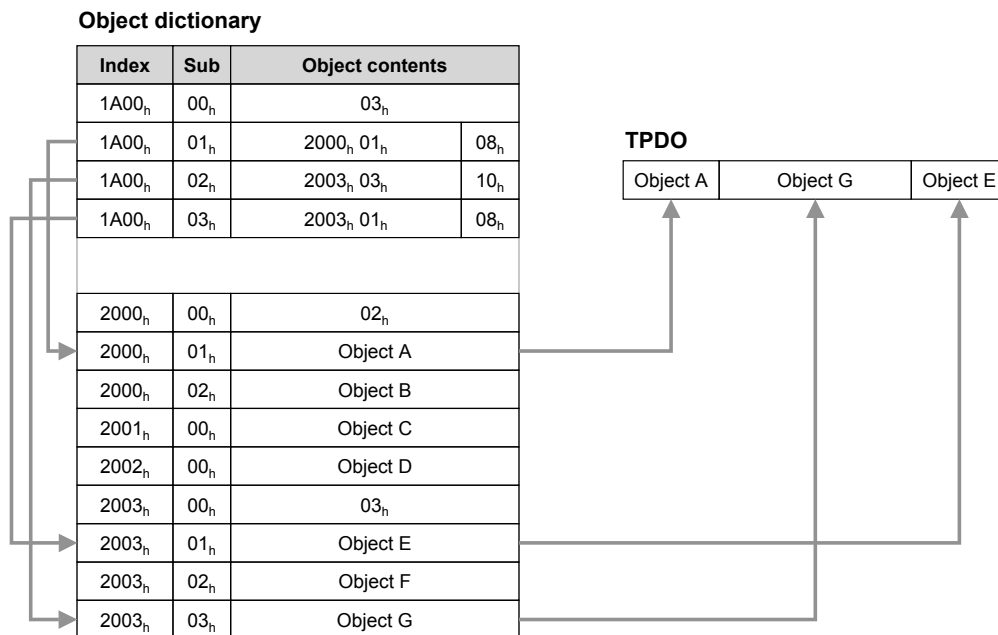 Object dictionary
Index Sub Object contents
1A00h 00h 03h
1A00h 01h 2000h 01h 08h
1A00h 02h 2003h 03h 10h
1A00h 03h 2003h 01h 08h
2000h 00h 02h
2000h 01h Object A
2000h 02h Object B
2001h 00h Object C
2002h 00h Object D
2003h 00h 03h
2003h 01h Object E
2003h 02h Object F
2003h 03h Object G
TPDO
Object A Object G Object E